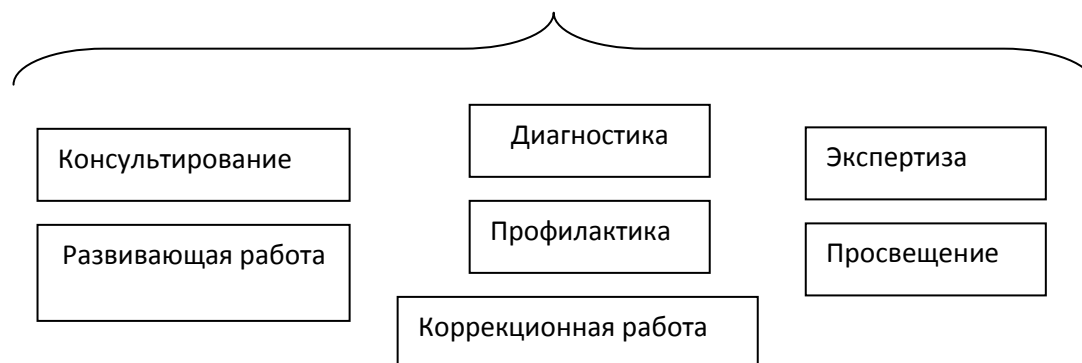 Диагностика
Консультирование
Экспертиза
Профилактика
Развивающая работа
Просвещение
Коррекционная работа